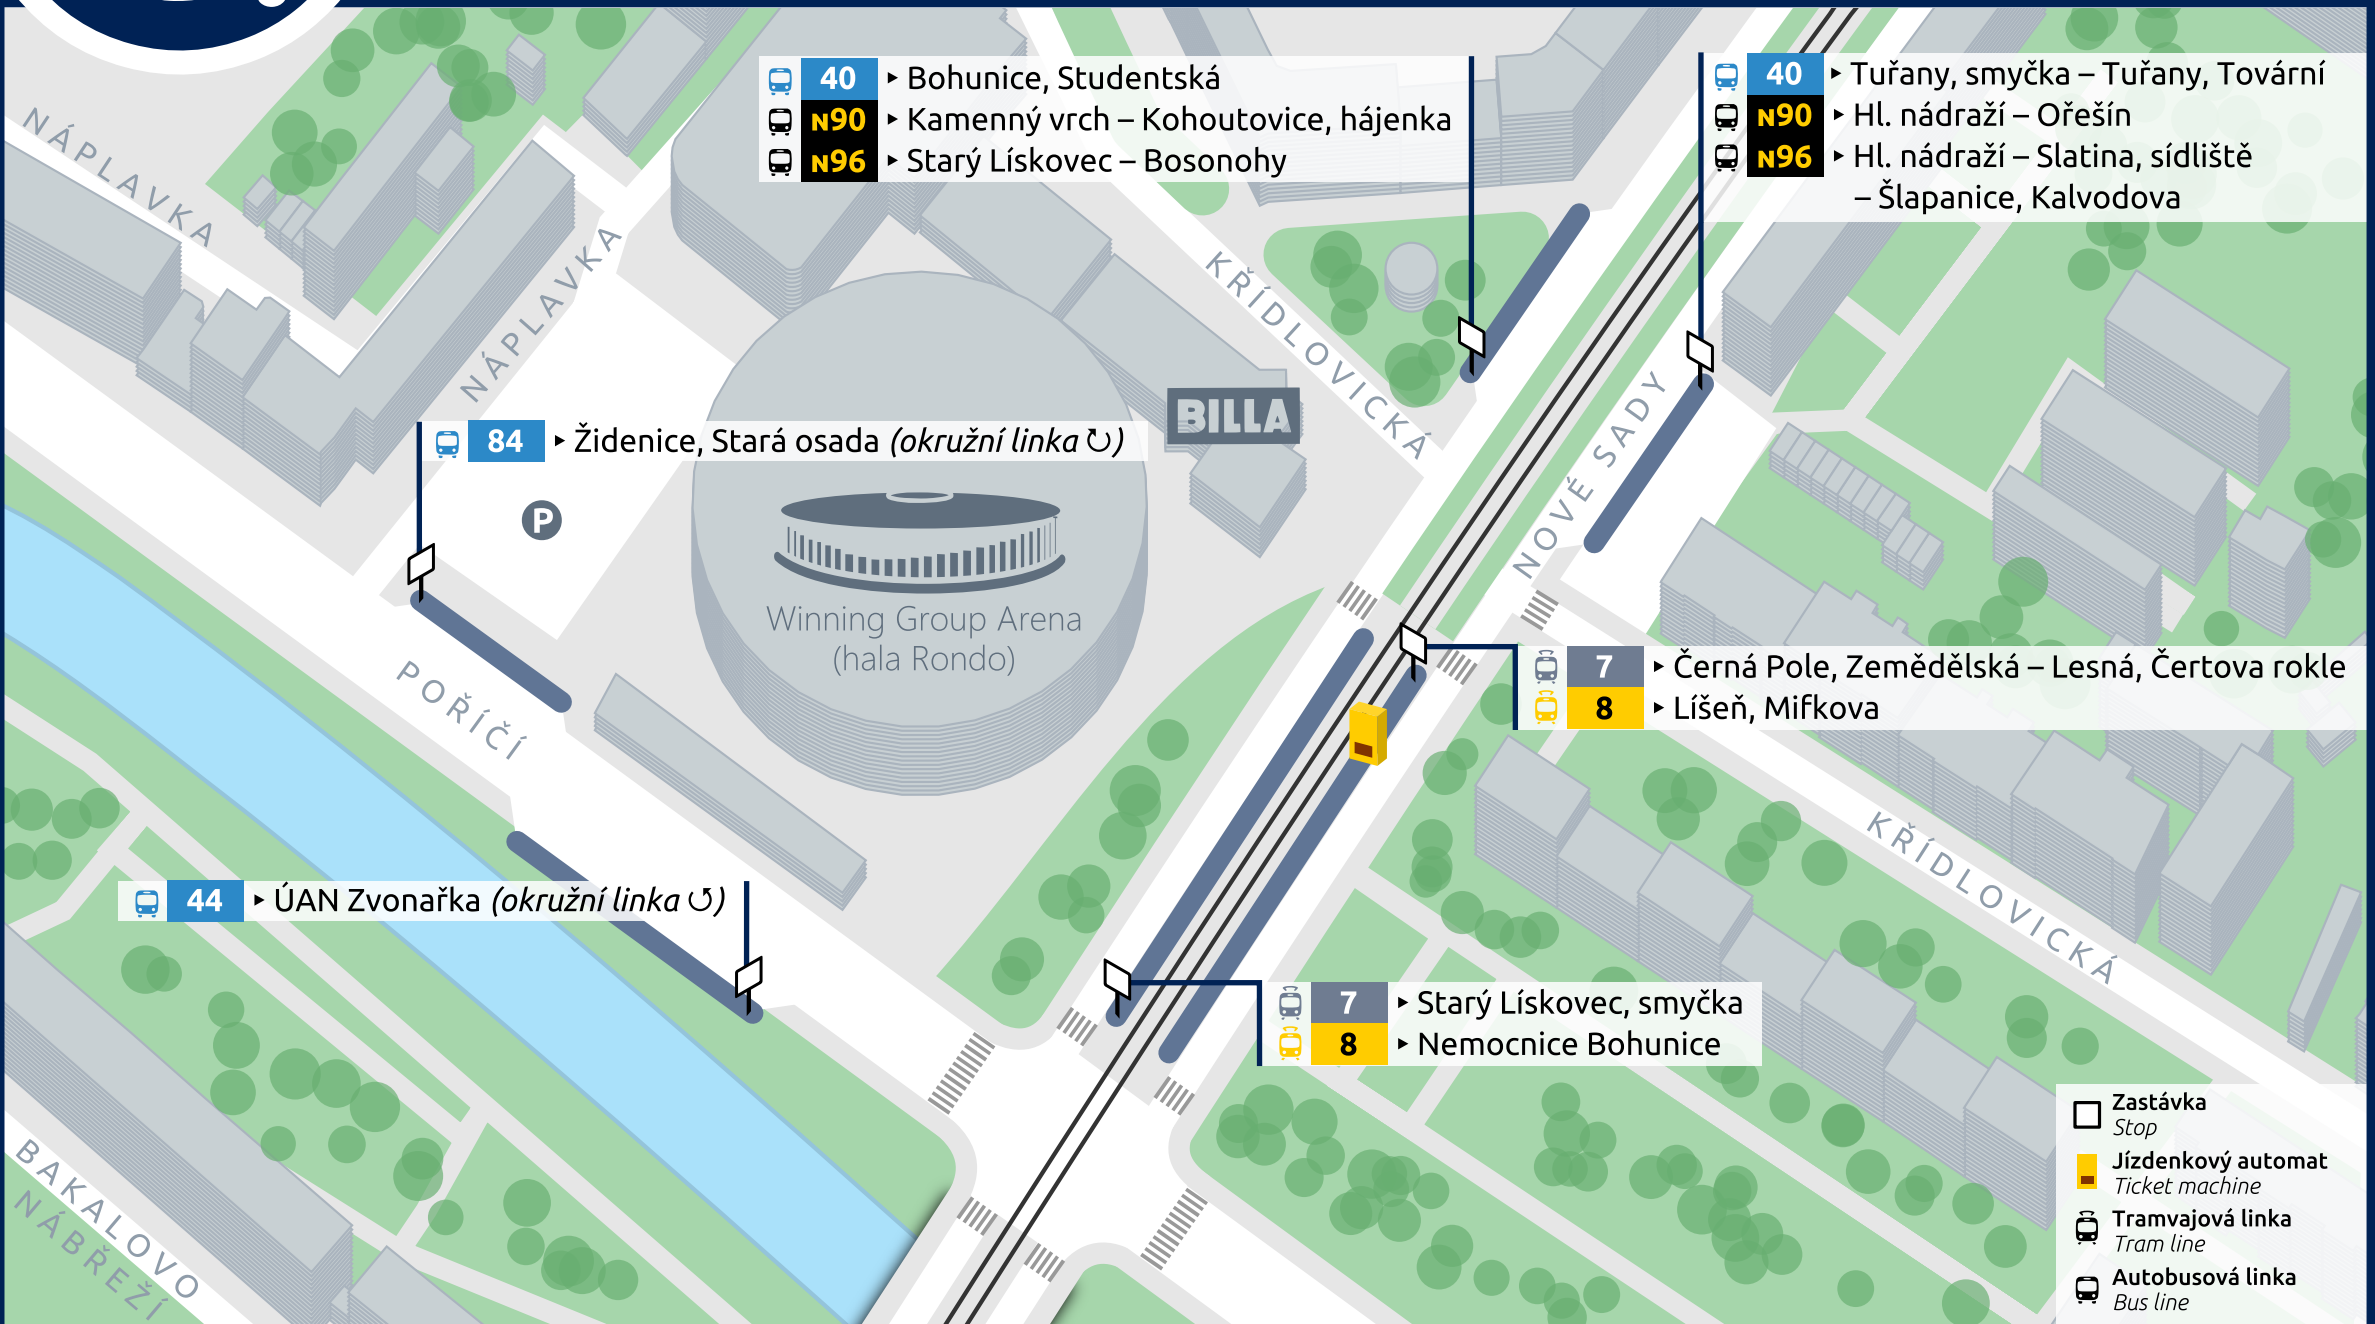 40 ▸ Bohunice, Studentská
N90 ▸ Kamenný vrch – Kohoutovice, hájenka
N96 ▸ Starý Lískovec – Bosonohy
40 ▸ Tuřany, smyčka – Tuřany, Tovární
N90 ▸ Hl. nádraží – Ořešín
N96 ▸ Hl. nádraží – Slatina, sídliště
– Šlapanice, Kalvodova
NÁPLAVKA
NÁPLAVKA
KŘÍDLOVICKÁ
BILLA
NOVÉ SADY
84 ▸ Židenice, Stará osada (okružní linka ↻)
P
Winning Group Arena
(hala Rondo)
POŘÍČÍ
7 ▸ Černá Pole, Zemědělská – Lesná, Čertova rokle
8 ▸ Líšeň, Mifkova
KŘÍDLOVICKÁ
44 ▸ ÚAN Zvonařka (okružní linka ↺)
7 ▸ Starý Lískovec, smyčka
8 ▸ Nemocnice Bohunice
BAKALOVO
NÁBŘEŽÍ
Zastávka
Stop
Jízdenkový automat
Ticket machine
Tramvajová linka
Tram line
Autobusová linka
Bus line